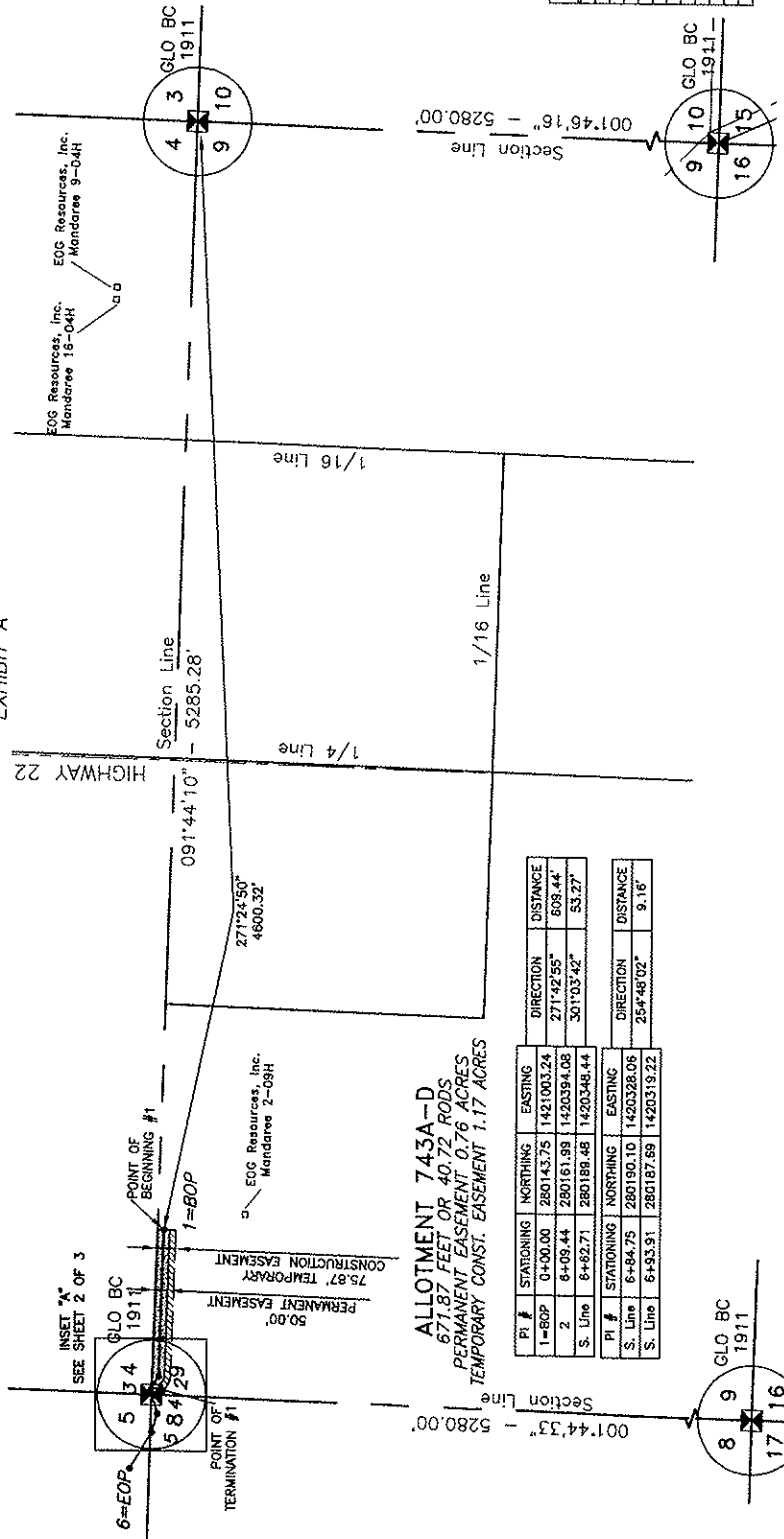 EXHIBIT A
EOG Resources, Inc.
Mandaree 16-04H
EOG Resources, Inc.
Mandaree 9-04H
GLO BC
1911
4 3
9 10
HIGHWAY 22
Section Line
091°44'10" - 5285.28'
1/4 Line
1/16 Line
1/16 Line
271°24'50"
4600.32'
Section Line
001°46'16" - 5280.00'
GLO BC
1911
9 10
16 15
INSET "A"
SEE SHEET 2 OF 3
GLO BC
1911
6=EOP
5 3 4
5 8 4 29
POINT OF
TERMINATION #1
POINT OF
BEGINNING #1
1=BOP
EOG Resources, Inc.
Mandaree 2-09H
50.00'
PERMANENT EASEMENT
75.87' TEMPORARY
CONSTRUCTION EASEMENT
ALLOTMENT 743A-D
671.87 FEET OR 40.72 RODS
PERMANENT EASEMENT 0.76 ACRES
TEMPORARY CONST. EASEMENT 1.17 ACRES
PI # STATIONING NORTHING EASTING DIRECTION DISTANCE
1=BOP 0+00.00 280143.75 1421003.24 271°42'55" 609.44'
2 6+09.44 280161.99 1420394.08 301°03'42" 53.27'
S. Line 6+62.71 280189.48 1420348.44
PI # STATIONING NORTHING EASTING DIRECTION DISTANCE
S. Line 6+84.75 280190.10 1420328.06 254°48'02" 9.16'
S. Line 6+93.91 280187.69 1420319.22
Section Line
001°44'33" - 5280.00'
GLO BC
1911
8 9
17 16